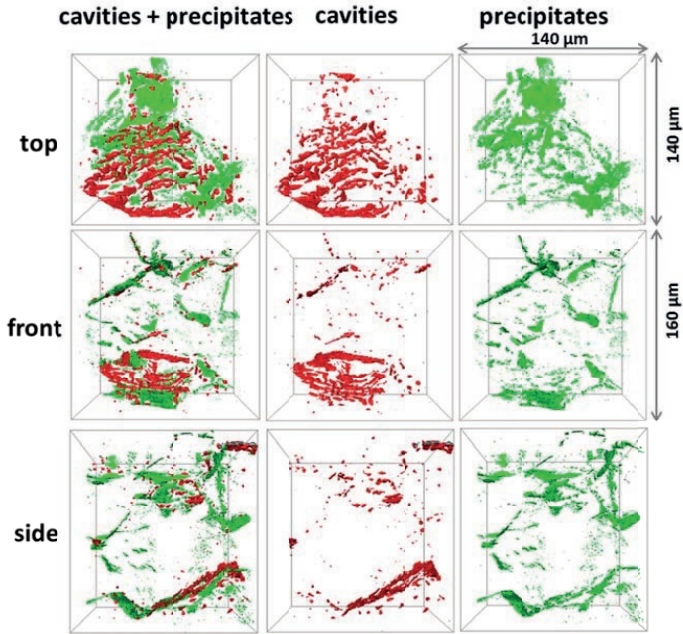 cavities + precipitates
cavities
precipitates
140 µm
top
140 µm
front
160 µm
side